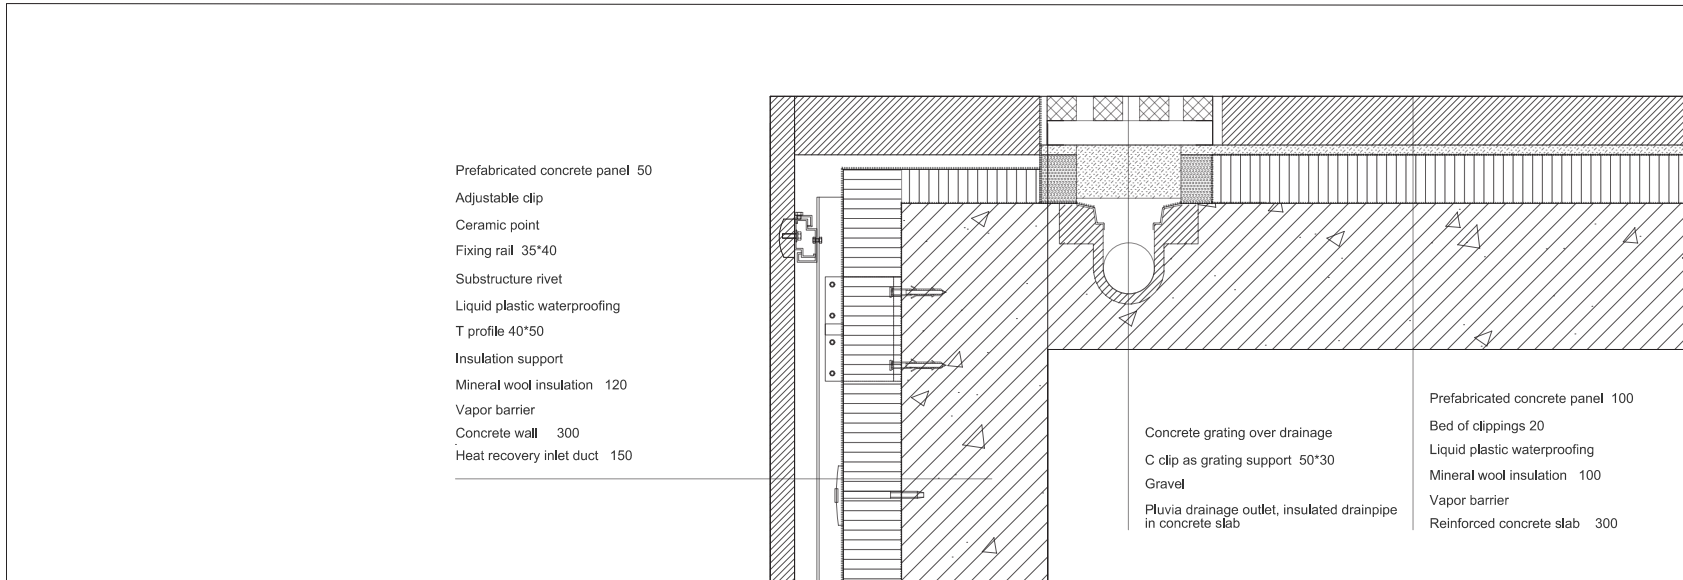 Prefabricated concrete panel 50
Adjustable clip
Ceramic point
Fixing rail 35*40
Substructure rivet
Liquid plastic waterproofing
T profile 40*50
Insulation support
Mineral wool insulation 120
Vapor barrier
Concrete wall 300
Heat recovery inlet duct 150
Concrete grating over drainage
C clip as grating support 50*30
Gravel
Pluvia drainage outlet, insulated drainpipe
in concrete slab
Prefabricated concrete panel 100
Bed of clippings 20
Liquid plastic waterproofing
Mineral wool insulation 100
Vapor barrier
Reinforced concrete slab 300